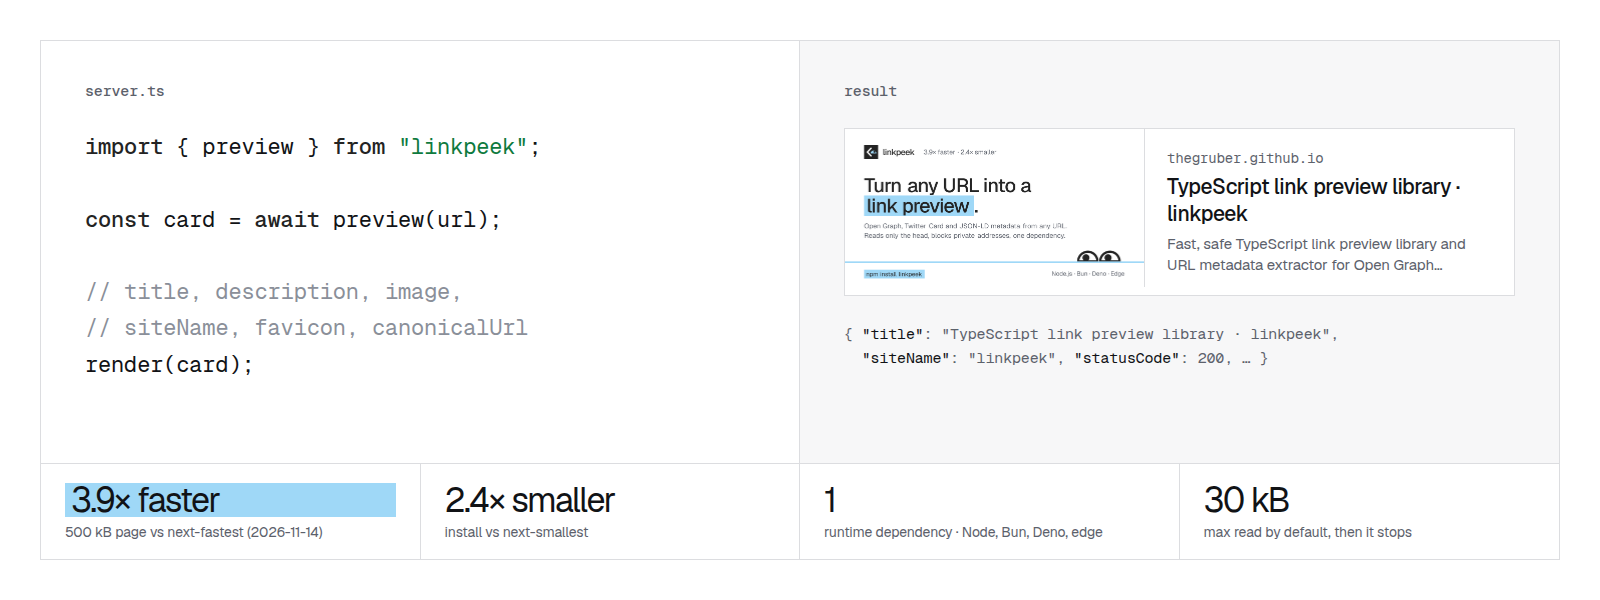 server.ts
import { preview } from "linkpeek";
const card = await preview(url);
// title, description, image,
// siteName, favicon, canonicalUrl
render(card);
result
linkpeek 3.9× faster · 2.4× smaller
Turn any URL into a
link preview .
Open Graph, Twitter Card and JSON-LD metadata from any URL.
Reads only the head, blocks private addresses, one dependency.
npm install linkpeek
Node.js · Bun · Deno · Edge
thegruber.github.io
TypeScript link preview library ·
linkpeek
Fast, safe TypeScript link preview library and
URL metadata extractor for Open Graph…
{ "title": "TypeScript link preview library · linkpeek",
"siteName": "linkpeek", "statusCode": 200, … }
3.9× faster
500 kB page vs next-fastest (2026-11-14)
2.4× smaller
install vs next-smallest
1
runtime dependency · Node, Bun, Deno, edge
30 kB
max read by default, then it stops